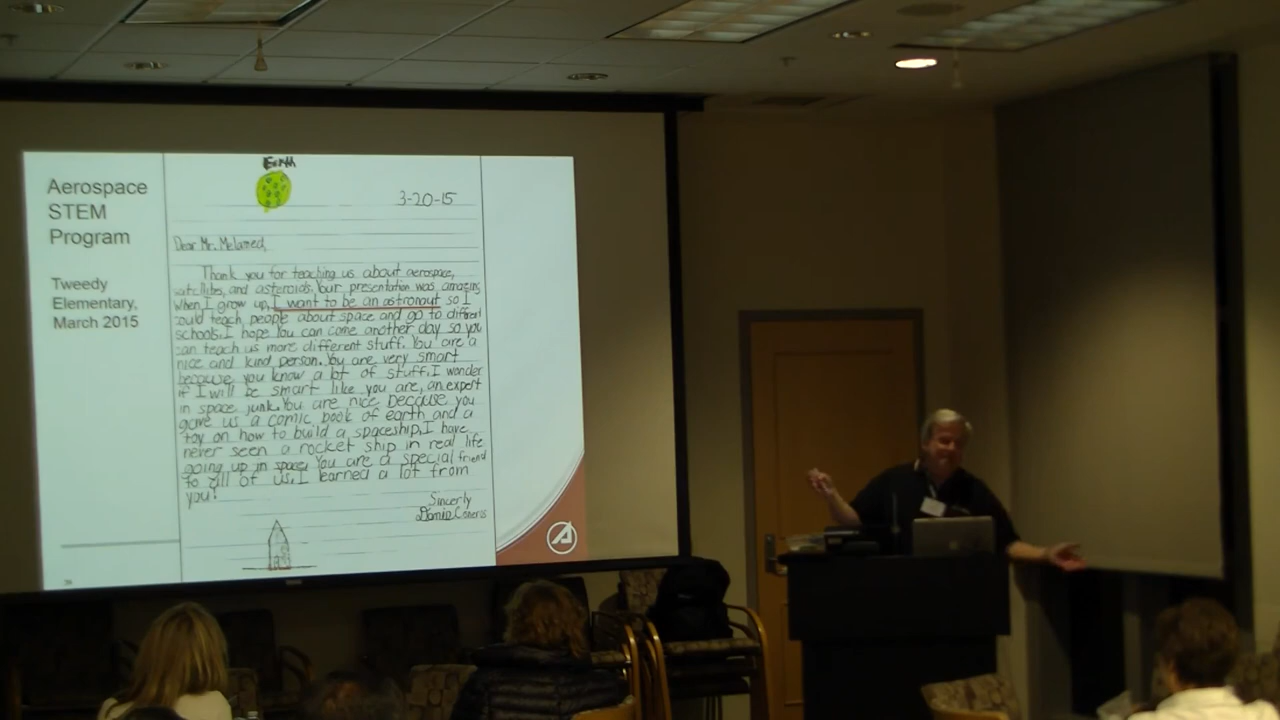 Aerospace
STEM
Program
Tweedy
Elementary,
March 2015
Earth
3-20-15
Dear Mr. Melamed,
Thank you for teaching us about aerospace,
satellites, and asteroids. Your presentation was amazing.
When I grow up, I want to be an astronaut so I
could teach people about space and go to different
schools. I hope you can come another day so you
can teach us more different stuff. You are a
nice and kind person. You are very smart
because you know a lot of stuff. I wonder
if I will be smart like you are, an expert
in space junk. You are nice because you
gave us a comic book of earth and a
toy on how to build a spaceship. I have
never seen a rocket ship in real life
going up in space. You are a special friend
to all of us. I learned a lot from
you!
Sincerly